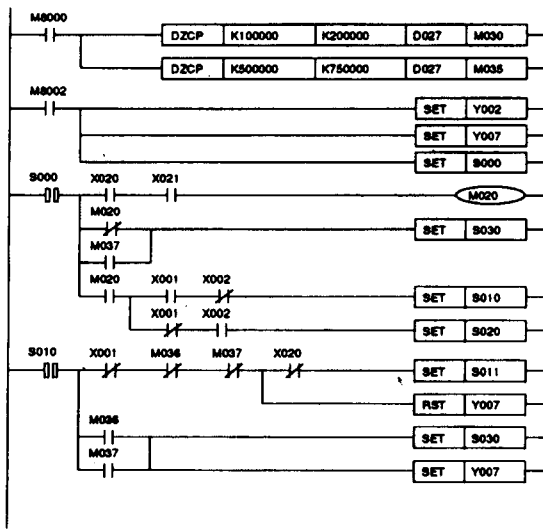 M8000
DZCP K100000 K200000 D027 M030
DZCP K500000 K750000 D027 M035
M8002
SET Y002
SET Y007
SET S000
S000 X020 X021
M020
M020
SET S030
M037
M020 X001 X002
SET S010
X001 X002
SET S020
S010 X001 M036 M037 X020
SET S011
RST Y007
M036
SET S030
M037
SET Y007